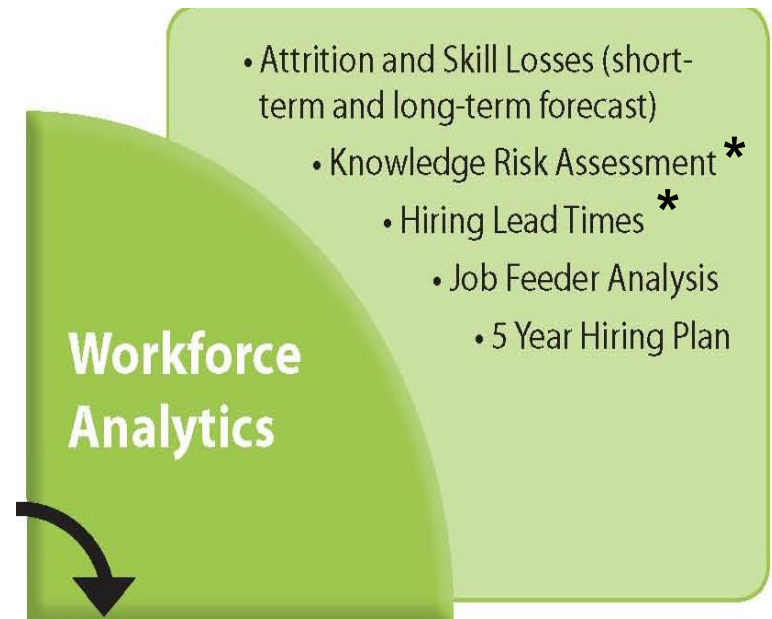 • Attrition and Skill Losses (short-
term and long-term forecast)
• Knowledge Risk Assessment *
• Hiring Lead Times *
• Job Feeder Analysis
• 5 Year Hiring Plan
Workforce
Analytics